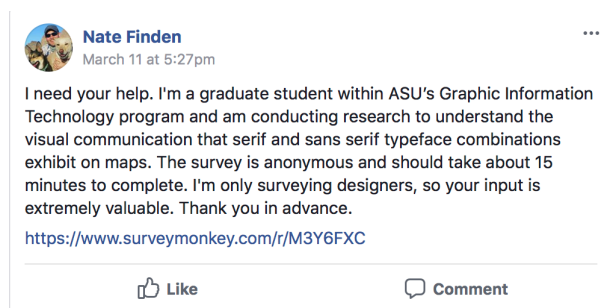 Nate Finden
March 11 at 5:27pm
I need your help. I'm a graduate student within ASU’s Graphic Information
Technology program and am conducting research to understand the
visual communication that serif and sans serif typeface combinations
exhibit on maps. The survey is anonymous and should take about 15
minutes to complete. I'm only surveying designers, so your input is
extremely valuable. Thank you in advance.
https://www.surveymonkey.com/r/M3Y6FXC
Like Comment